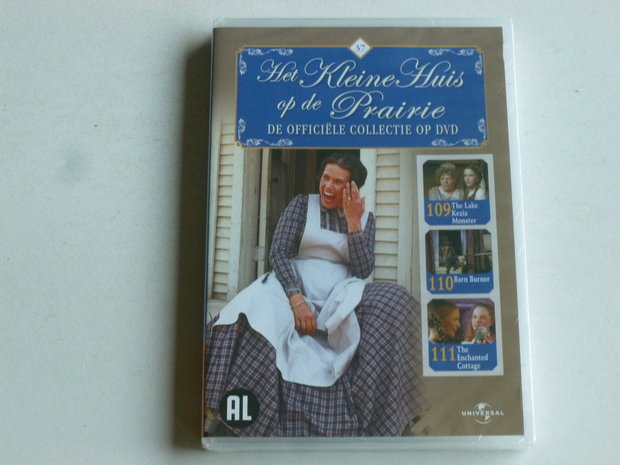 37
Het Kleine Huis
op de Prairie
DE OFFICIËLE COLLECTIE OP DVD
109 The Lake
Kezia
Monster
110 Barn Burner
111 The
Enchanted
Cottage
AL
UNIVERSAL